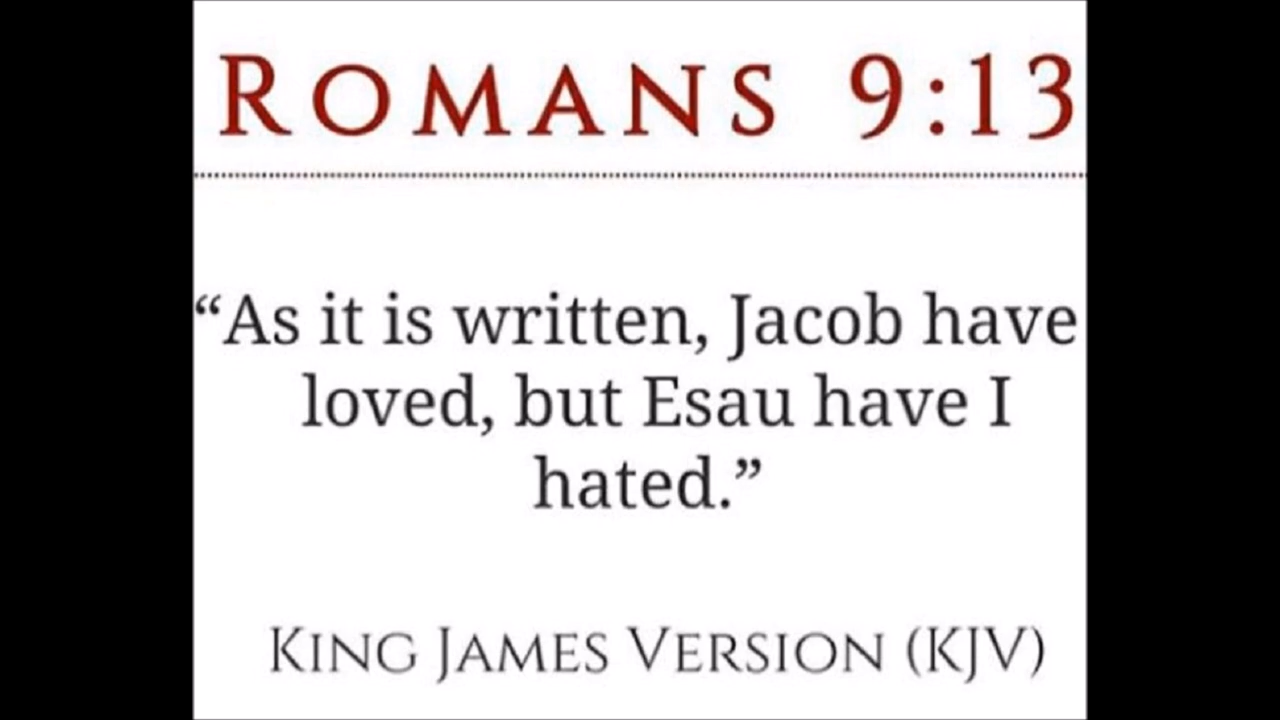 ROMANS 9:13
“As it is written, Jacob have
loved, but Esau have I
hated.”
KING JAMES VERSION (KJV)